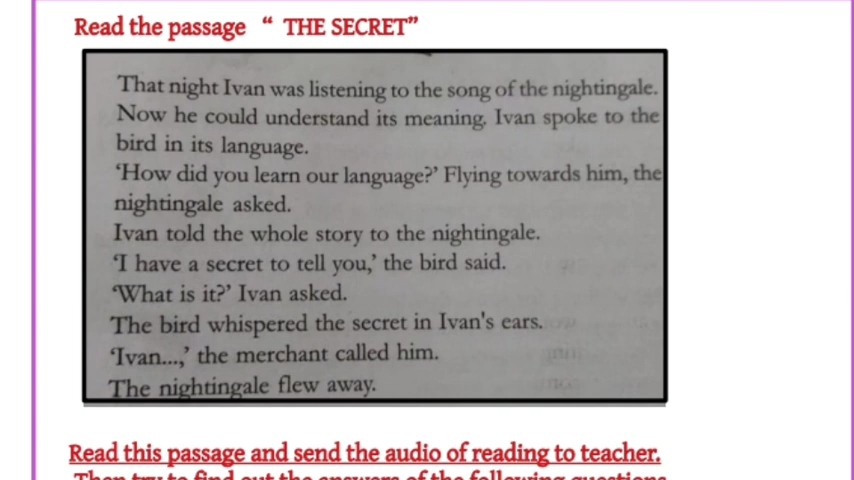 Read the passage “ THE SECRET”
That night Ivan was listening to the song of the nightingale.
Now he could understand its meaning. Ivan spoke to the
bird in its language.
‘How did you learn our language?’ Flying towards him, the
nightingale asked.
Ivan told the whole story to the nightingale.
‘I have a secret to tell you,’ the bird said.
‘What is it?’ Ivan asked.
The bird whispered the secret in Ivan's ears.
‘Ivan...,’ the merchant called him.
The nightingale flew away.
Read this passage and send the audio of reading to teacher.
Then try to find out the answers of the following questions